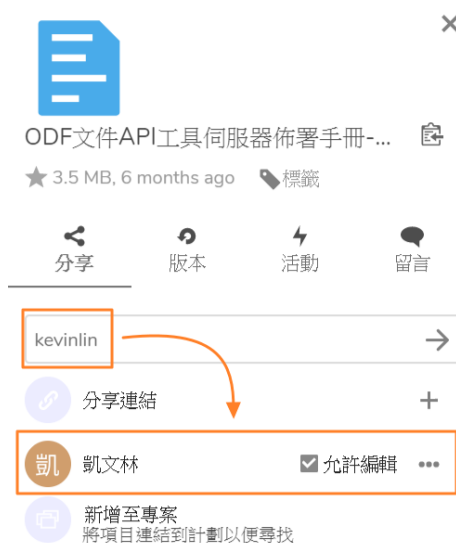 ODF文件API工具伺服器佈署手冊-...
3.5 MB, 6 months ago 標籤
分享 版本 活動 留言
kevinlin
分享連結
凱 凱文林 允許編輯
新增至專案
將項目連結到計劃以便尋找